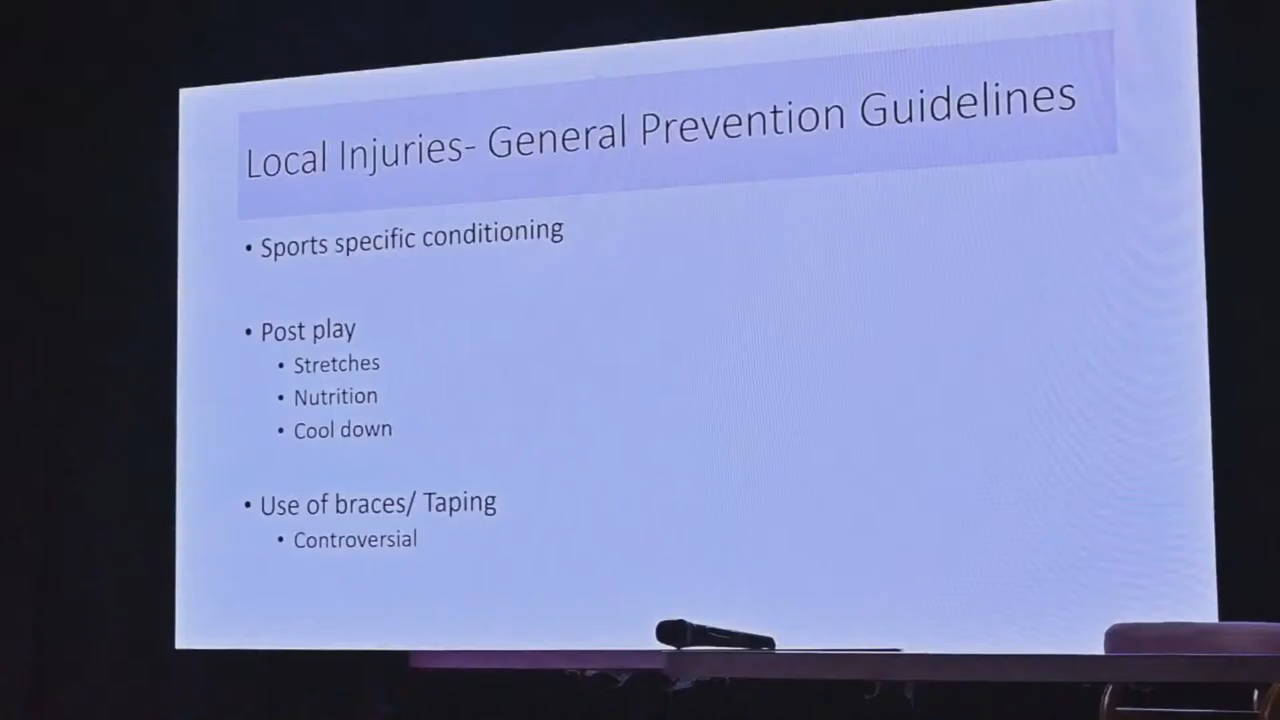 Local Injuries- General Prevention Guidelines
• Sports specific conditioning
• Post play
• Stretches
• Nutrition
• Cool down
• Use of braces/ Taping
• Controversial